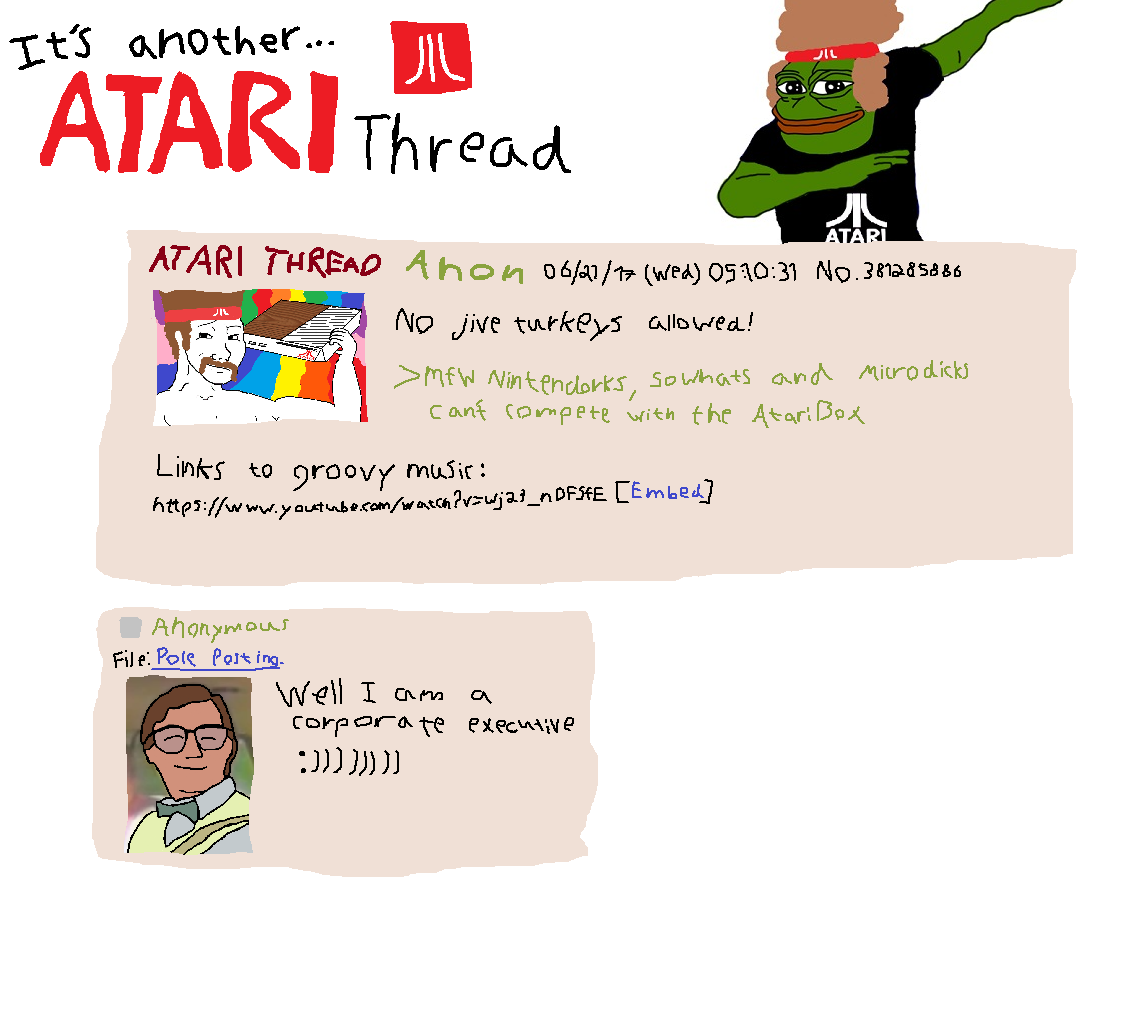 It's another...
ATARI Thread
ATARI
ATARI THREAD Anon 06/21/17 (Wed) 05:10:31 No.381285886
No jive turkeys allowed!
>MFW Nintendorks, Sowhats and Microdicks
can't compete with the AtariBox
Links to groovy music:
https://www.youtube.com/watch?v=wj23_nDFSfE [Embed]
Anonymous
File: Pole Posting.
Well I am a
corporate executive
:))))))))